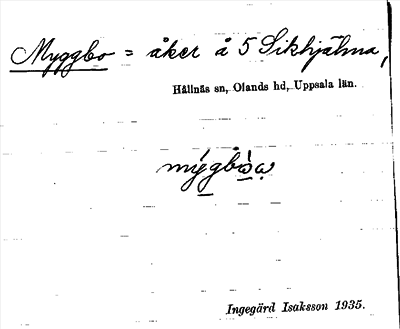 Myggbo = åker å 5 Sikhjälma,
Hållnäs sn, Olands hd, Uppsala län.
Ingegärd Isaksson 1935.